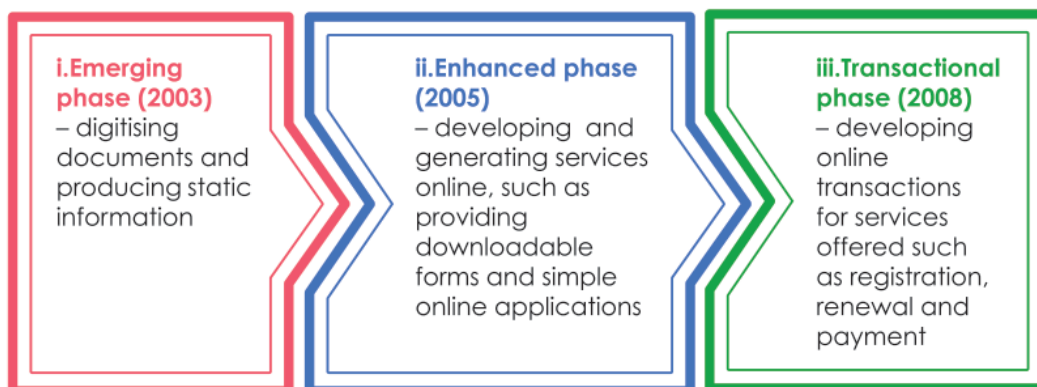 i.Emerging
phase (2003)
– digitising
documents and
producing static
information
ii.Enhanced phase
(2005)
– developing and
generating services
online, such as
providing
downloadable
forms and simple
online applications
iii.Transactional
phase (2008)
– developing
online
transactions
for services
offered such
as registration,
renewal and
payment